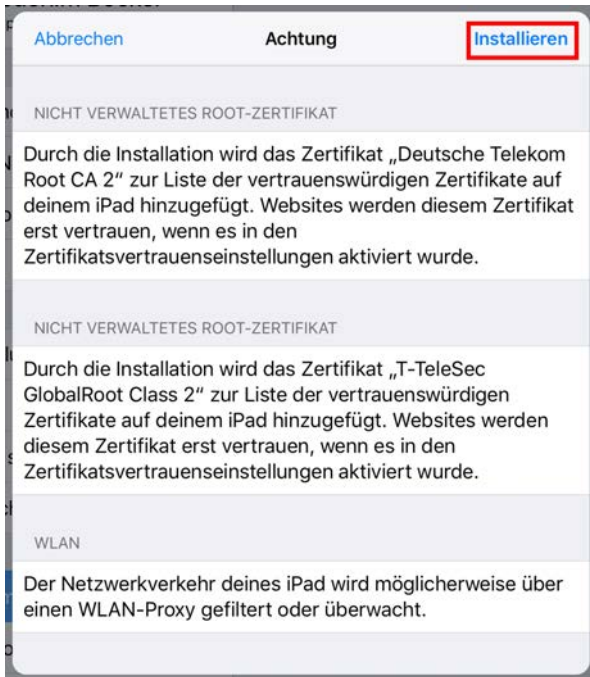 Abbrechen Achtung Installieren
NICHT VERWALTETES ROOT-ZERTIFIKAT
Durch die Installation wird das Zertifikat „Deutsche Telekom
Root CA 2“ zur Liste der vertrauenswürdigen Zertifikate auf
deinem iPad hinzugefügt. Websites werden diesem Zertifikat
erst vertrauen, wenn es in den
Zertifikatsvertrauenseinstellungen aktiviert wurde.
NICHT VERWALTETES ROOT-ZERTIFIKAT
Durch die Installation wird das Zertifikat „T-TeleSec
GlobalRoot Class 2“ zur Liste der vertrauenswürdigen
Zertifikate auf deinem iPad hinzugefügt. Websites werden
diesem Zertifikat erst vertrauen, wenn es in den
Zertifikatsvertrauenseinstellungen aktiviert wurde.
WLAN
Der Netzwerkverkehr deines iPad wird möglicherweise über
einen WLAN-Proxy gefiltert oder überwacht.